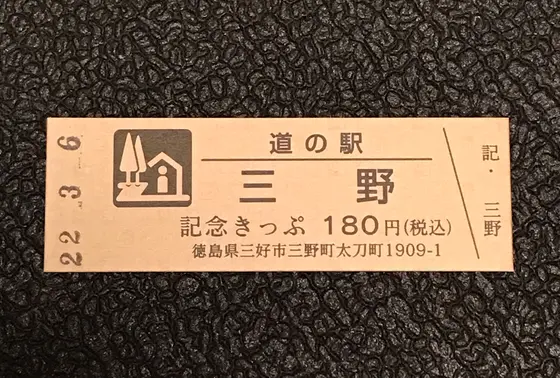 22.3.6
道の駅
三野
記念きっぷ 180円(税込)
徳島県三好市三野町太刀野1909-1
記・三野